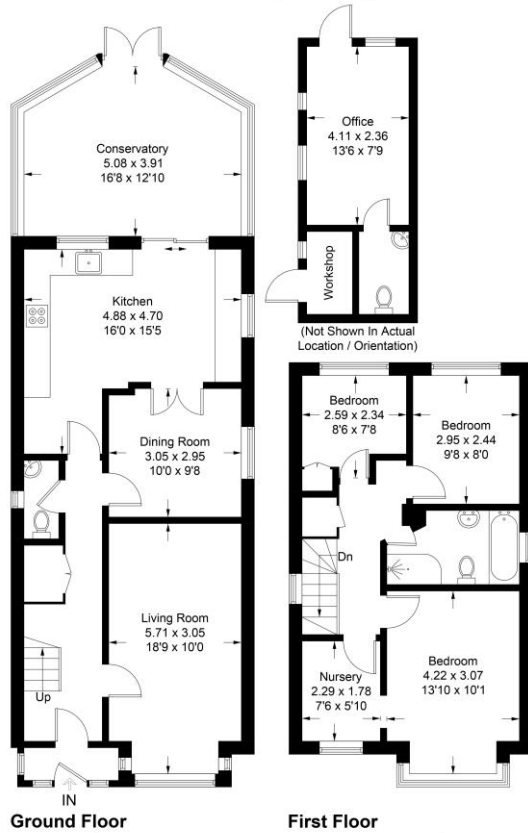 Conservatory
5.08 x 3.91
16'8 x 12'10
Kitchen
4.88 x 4.70
16'0 x 15'5
Dining Room
3.05 x 2.95
10'0 x 9'8
Living Room
5.71 x 3.05
18'9 x 10'0
Up
IN
Ground Floor
Office
4.11 x 2.36
13'6 x 7'9
Workshop
(Not Shown In Actual
Location / Orientation)
Bedroom
2.59 x 2.34
8'6 x 7'8
Bedroom
2.95 x 2.44
9'8 x 8'0
Dn
Nursery
2.29 x 1.78
7'6 x 5'10
Bedroom
4.22 x 3.07
13'10 x 10'1
First Floor